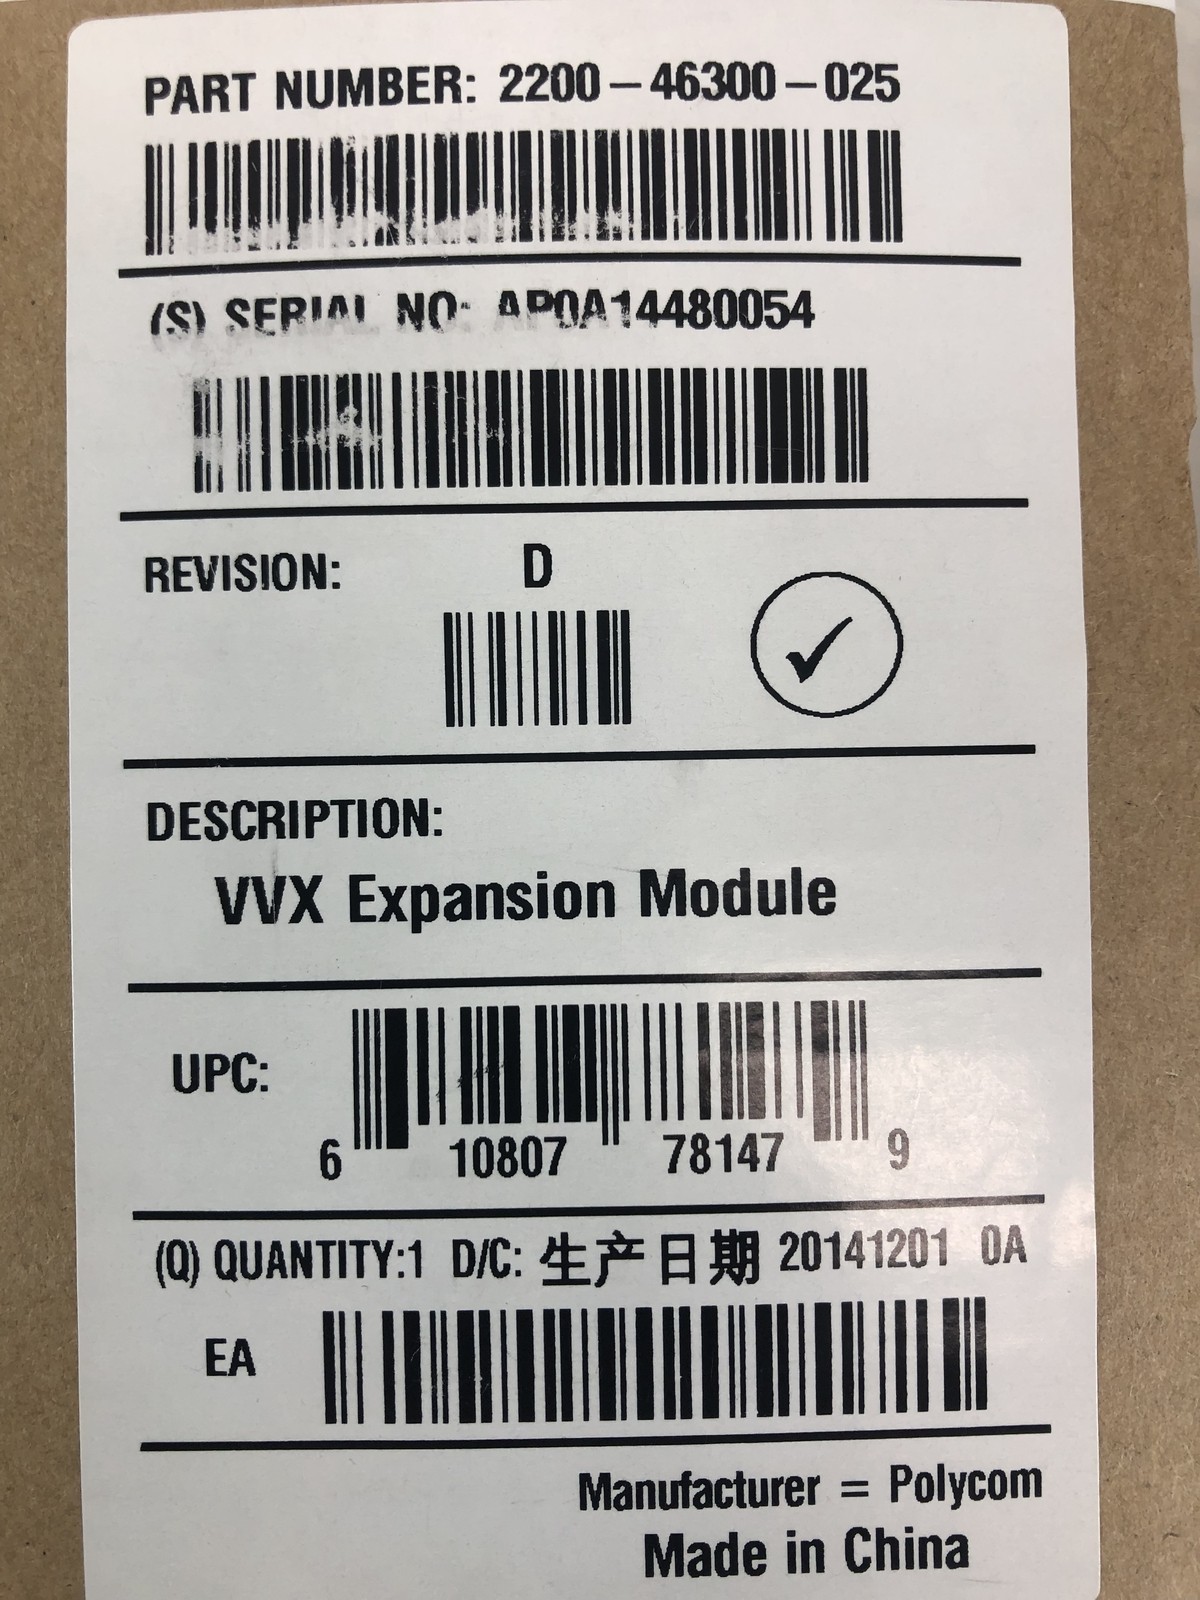 PART NUMBER: 2200-46300-025
(S) SERIAL NO: AP0A14480054
REVISION: D
DESCRIPTION:
VVX Expansion Module
UPC:
6 10807 78147 9
(Q) QUANTITY:1 D/C: 生产日期 20141201 0A
EA
Manufacturer = Polycom
Made in China